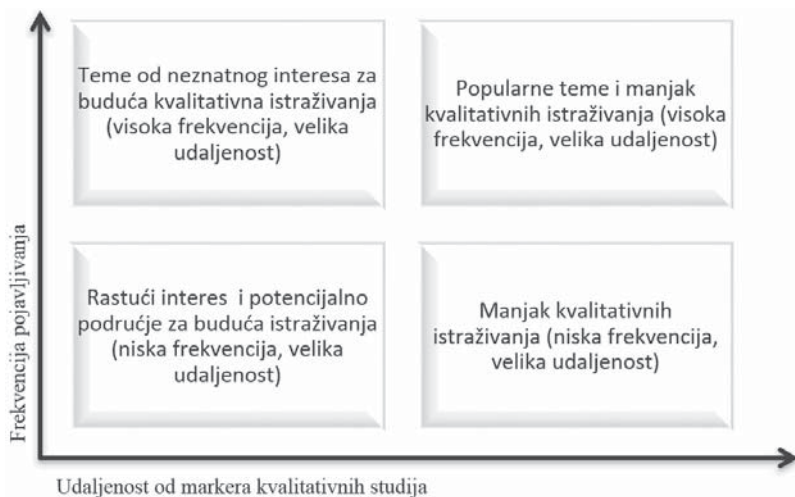 Frekvencija pojavljivanja
Teme od neznatnog interesa za
buduća kvalitativna istraživanja
(visoka frekvencija, velika
udaljenost)
Popularne teme i manjak
kvalitativnih istraživanja (visoka
frekvencija, velika udaljenost)
Rastući interes i potencijalno
područje za buduća istraživanja
(niska frekvencija, velika
udaljenost)
Manjak kvalitativnih
istraživanja (niska frekvencija,
velika udaljenost)
Udaljenost od markera kvalitativnih studija